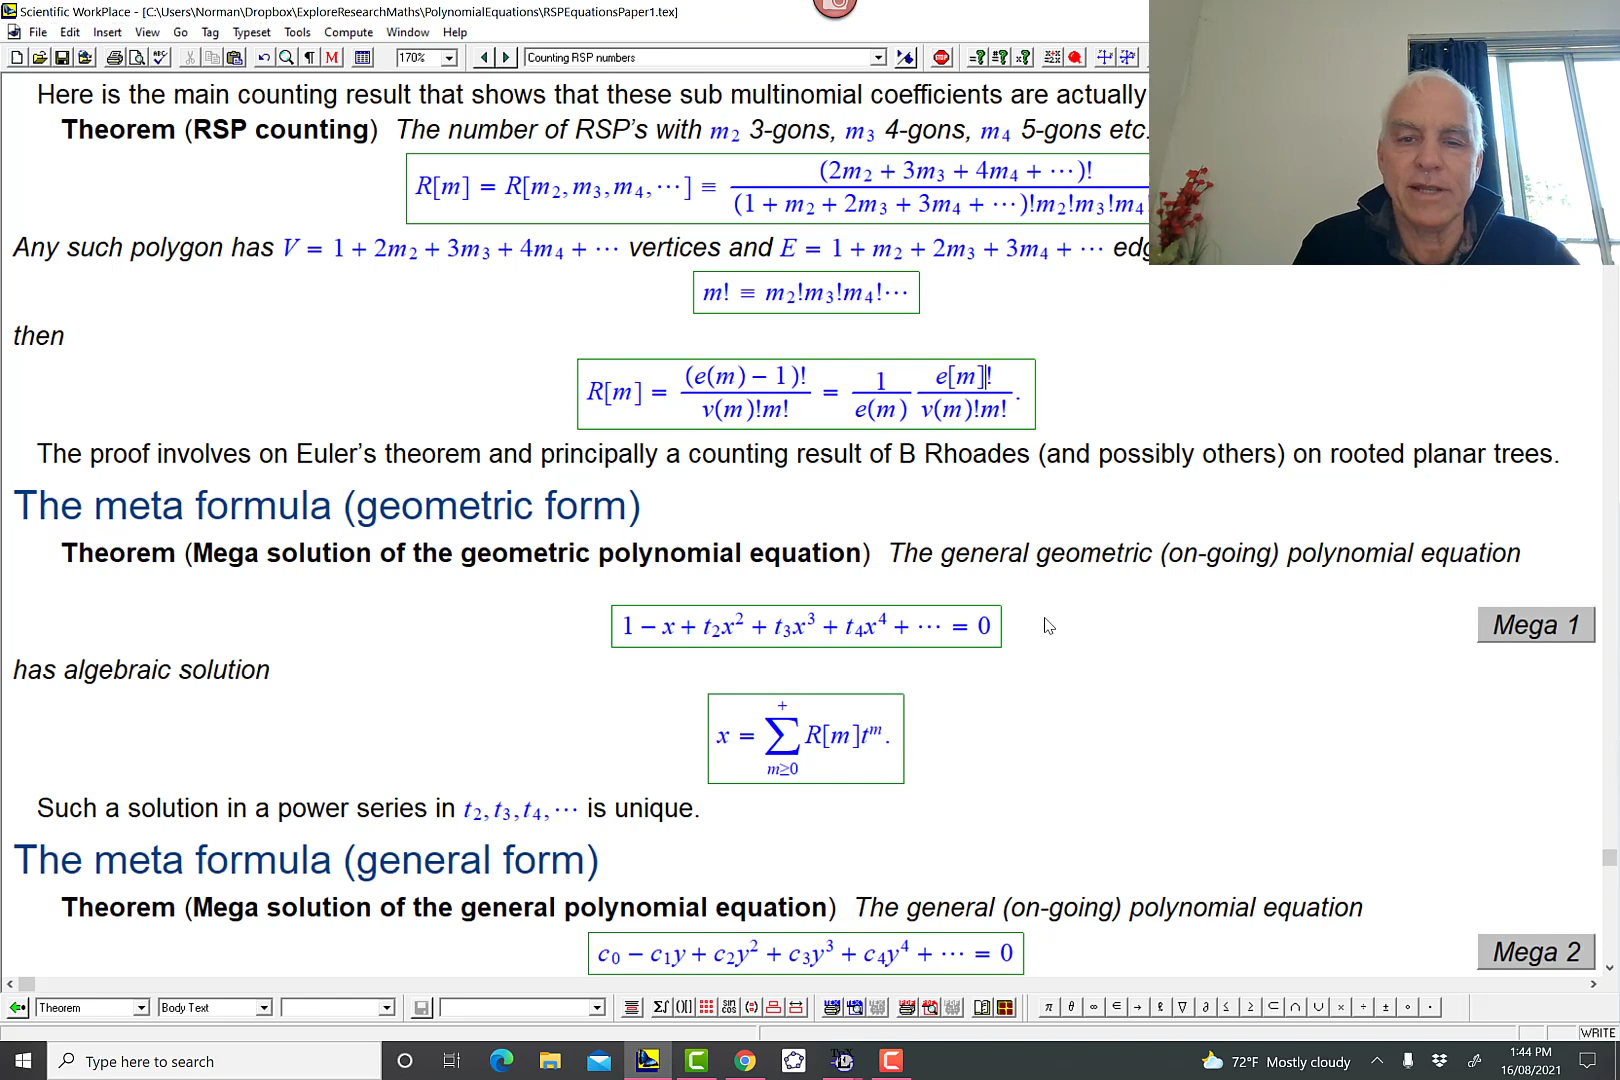 Scientific WorkPlace - [C:\Users\Norman\Dropbox\ExploreResearchMaths\PolynomialEquations\RSPEquationsPaper1.tex]
File Edit Insert View Go Tag Typeset Tools Compute Window Help
170% Counting RSP numbers
Here is the main counting result that shows that these sub multinomial coefficients are actually
Theorem (RSP counting) The number of RSP's with m₂ 3-gons, m₃ 4-gons, m₄ 5-gons etc.
R[m] = R[m₂, m₃, m₄, ⋯] ≡ (2m₂ + 3m₃ + 4m₄ + ⋯)! / (1 + m₂ + 2m₃ + 3m₄ + ⋯)!m₂!m₃!m₄
Any such polygon has V = 1 + 2m₂ + 3m₃ + 4m₄ + ⋯ vertices and E = 1 + m₂ + 2m₃ + 3m₄ + ⋯ edg
m! ≡ m₂!m₃!m₄!⋯
then
R[m] = (e(m) − 1)! / v(m)!m! = 1 / e(m) e[m]! / v(m)!m! .
The proof involves on Euler's theorem and principally a counting result of B Rhoades (and possibly others) on rooted planar trees.
The meta formula (geometric form)
Theorem (Mega solution of the geometric polynomial equation) The general geometric (on-going) polynomial equation
1 − x + t₂x² + t₃x³ + t₄x⁴ + ⋯ = 0 Mega 1
has algebraic solution
x = ∑⁺ m≥0 R[m]tᵐ.
Such a solution in a power series in t₂, t₃, t₄, ⋯ is unique.
The meta formula (general form)
Theorem (Mega solution of the general polynomial equation) The general (on-going) polynomial equation
c₀ − c₁y + c₂y² + c₃y³ + c₄y⁴ + ⋯ = 0 Mega 2
Theorem Body Text
WRITE
Type here to search
72°F Mostly cloudy
1:44 PM
16/08/2021